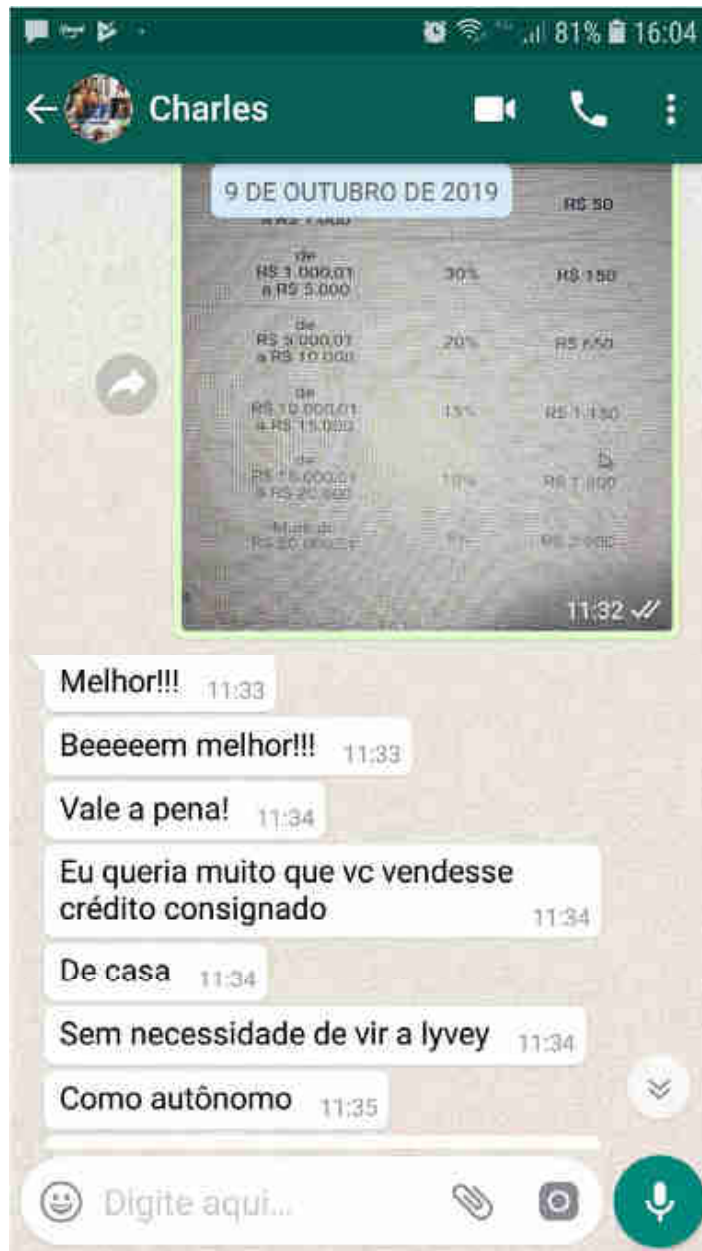 81% 16:04
Charles
9 DE OUTUBRO DE 2019
R$ 50
de
R$ 1.000,01
a R$ 5.000
30%
R$ 150
de
R$ 5.000,01
a R$ 10.000
20%
R$ 650
de
R$ 10.000,01
a R$ 15.000
15%
R$ 1.150
de
a R$ 20.000
10%
11:32
Melhor!!! 11:33
Beeeeem melhor!!! 11:33
Vale a pena! 11:34
Eu queria muito que vc vendesse
crédito consignado 11:34
De casa 11:34
Sem necessidade de vir a lyvey 11:34
Como autônomo 11:35
Digite aqui...